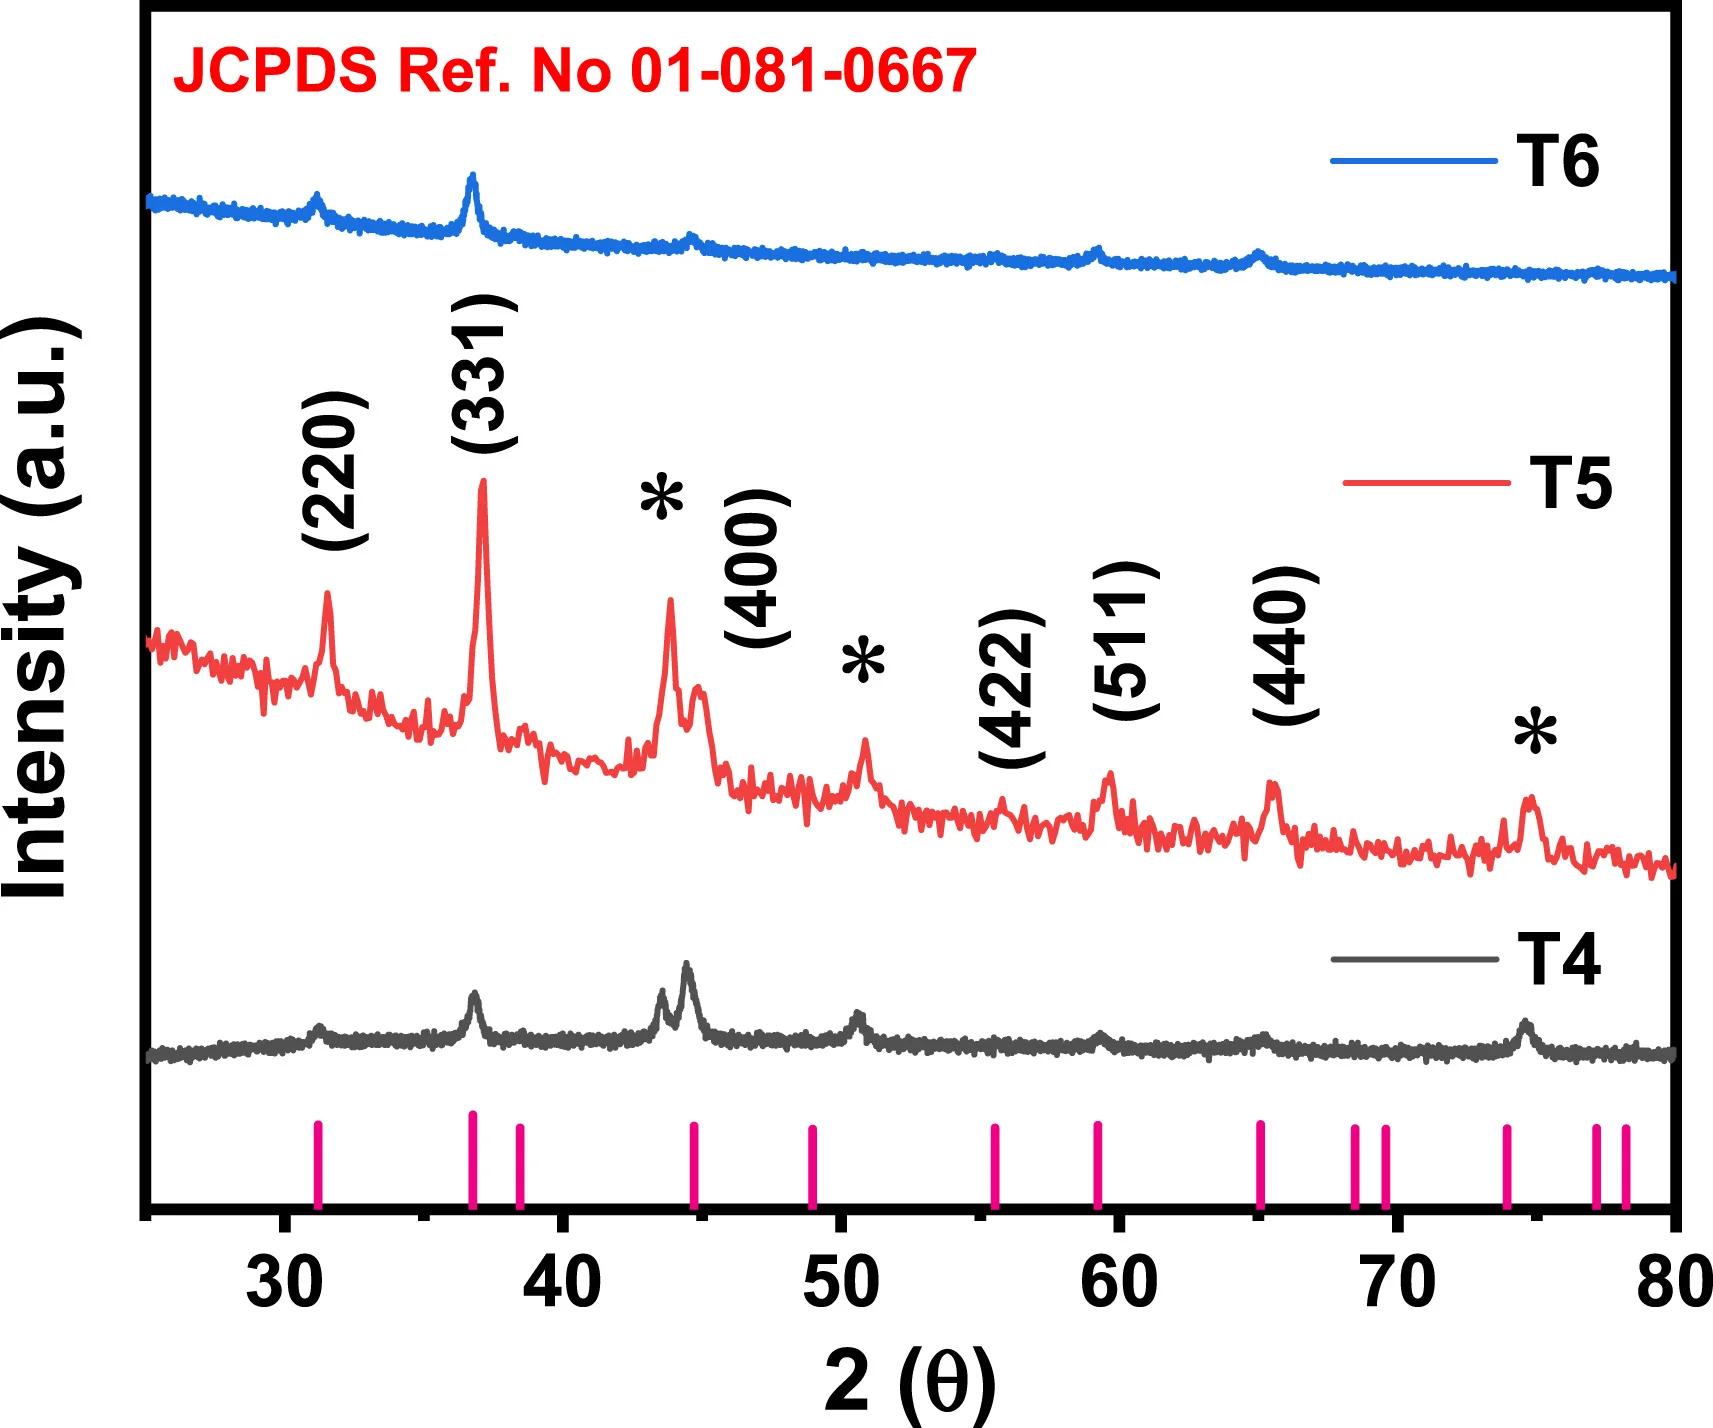 JCPDS Ref. No 01-081-0667
T6
(331)
(220)
T5
*
(400)
*
(422)
(511)
(440)
*
T4
Intensity (a.u.)
30 40 50 60 70 80
2 (θ)